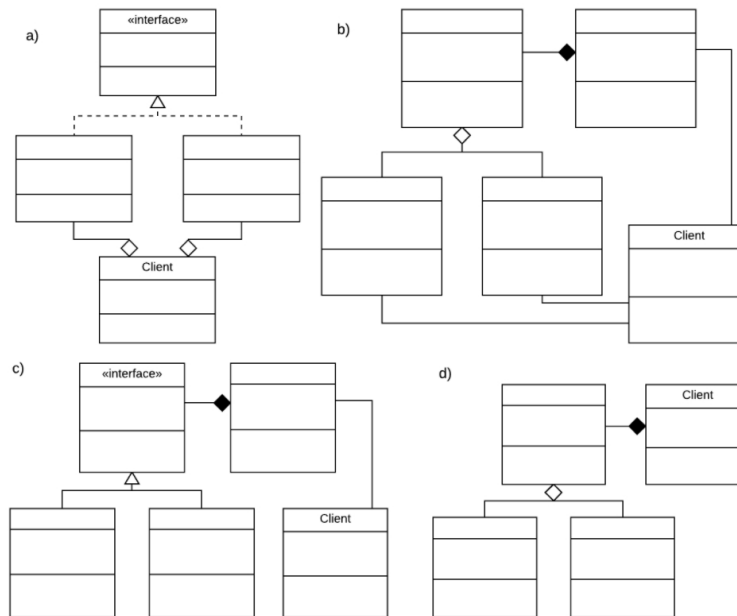 a)
«interface»
Client
b)
Client
c)
«interface»
Client
d)
Client